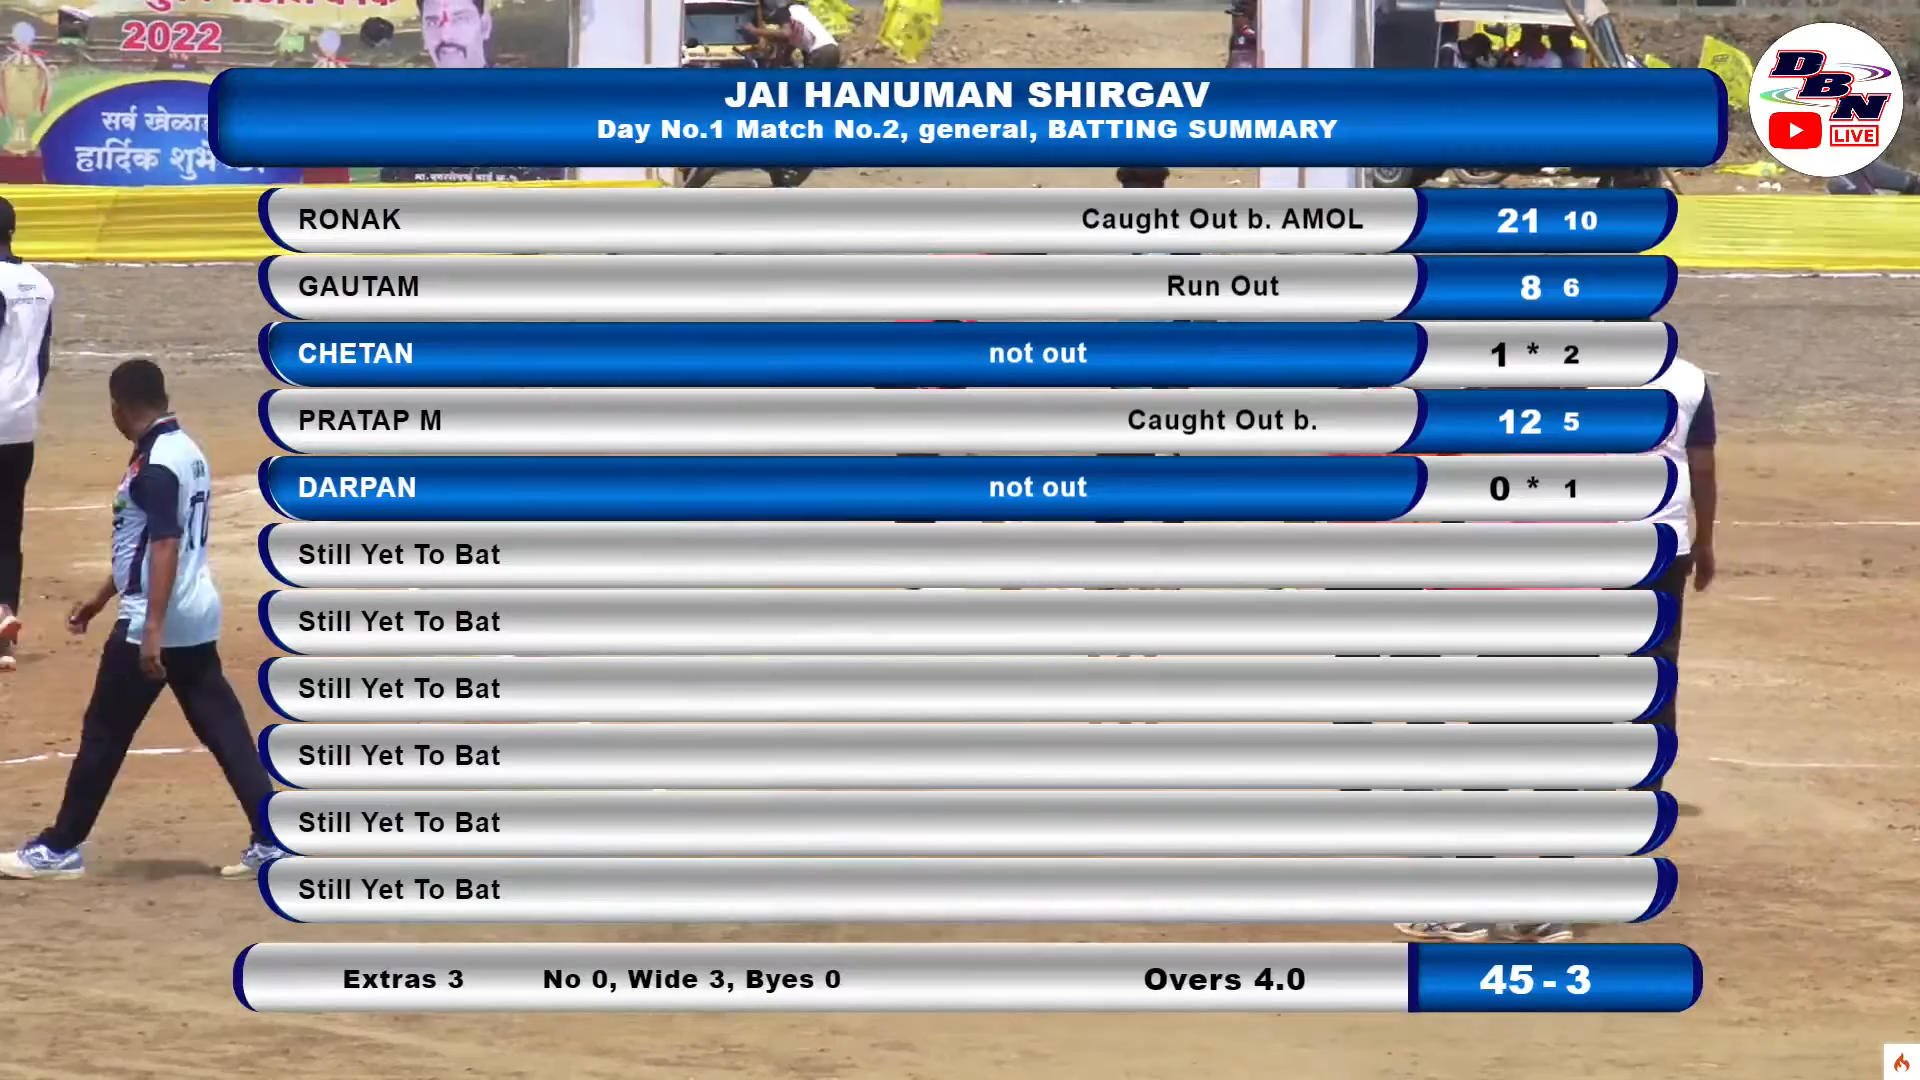 2022
सर्व खेळाडू
हार्दिक शुभे
JAI HANUMAN SHIRGAV
Day No.1 Match No.2, general, BATTING SUMMARY
DBN
LIVE
RONAK Caught Out b. AMOL 21 10
GAUTAM Run Out 8 6
CHETAN not out 1 * 2
PRATAP M Caught Out b. 12 5
DARPAN not out 0 * 1
Still Yet To Bat
Still Yet To Bat
Still Yet To Bat
Still Yet To Bat
Still Yet To Bat
Still Yet To Bat
Extras 3 No 0, Wide 3, Byes 0 Overs 4.0 45 - 3